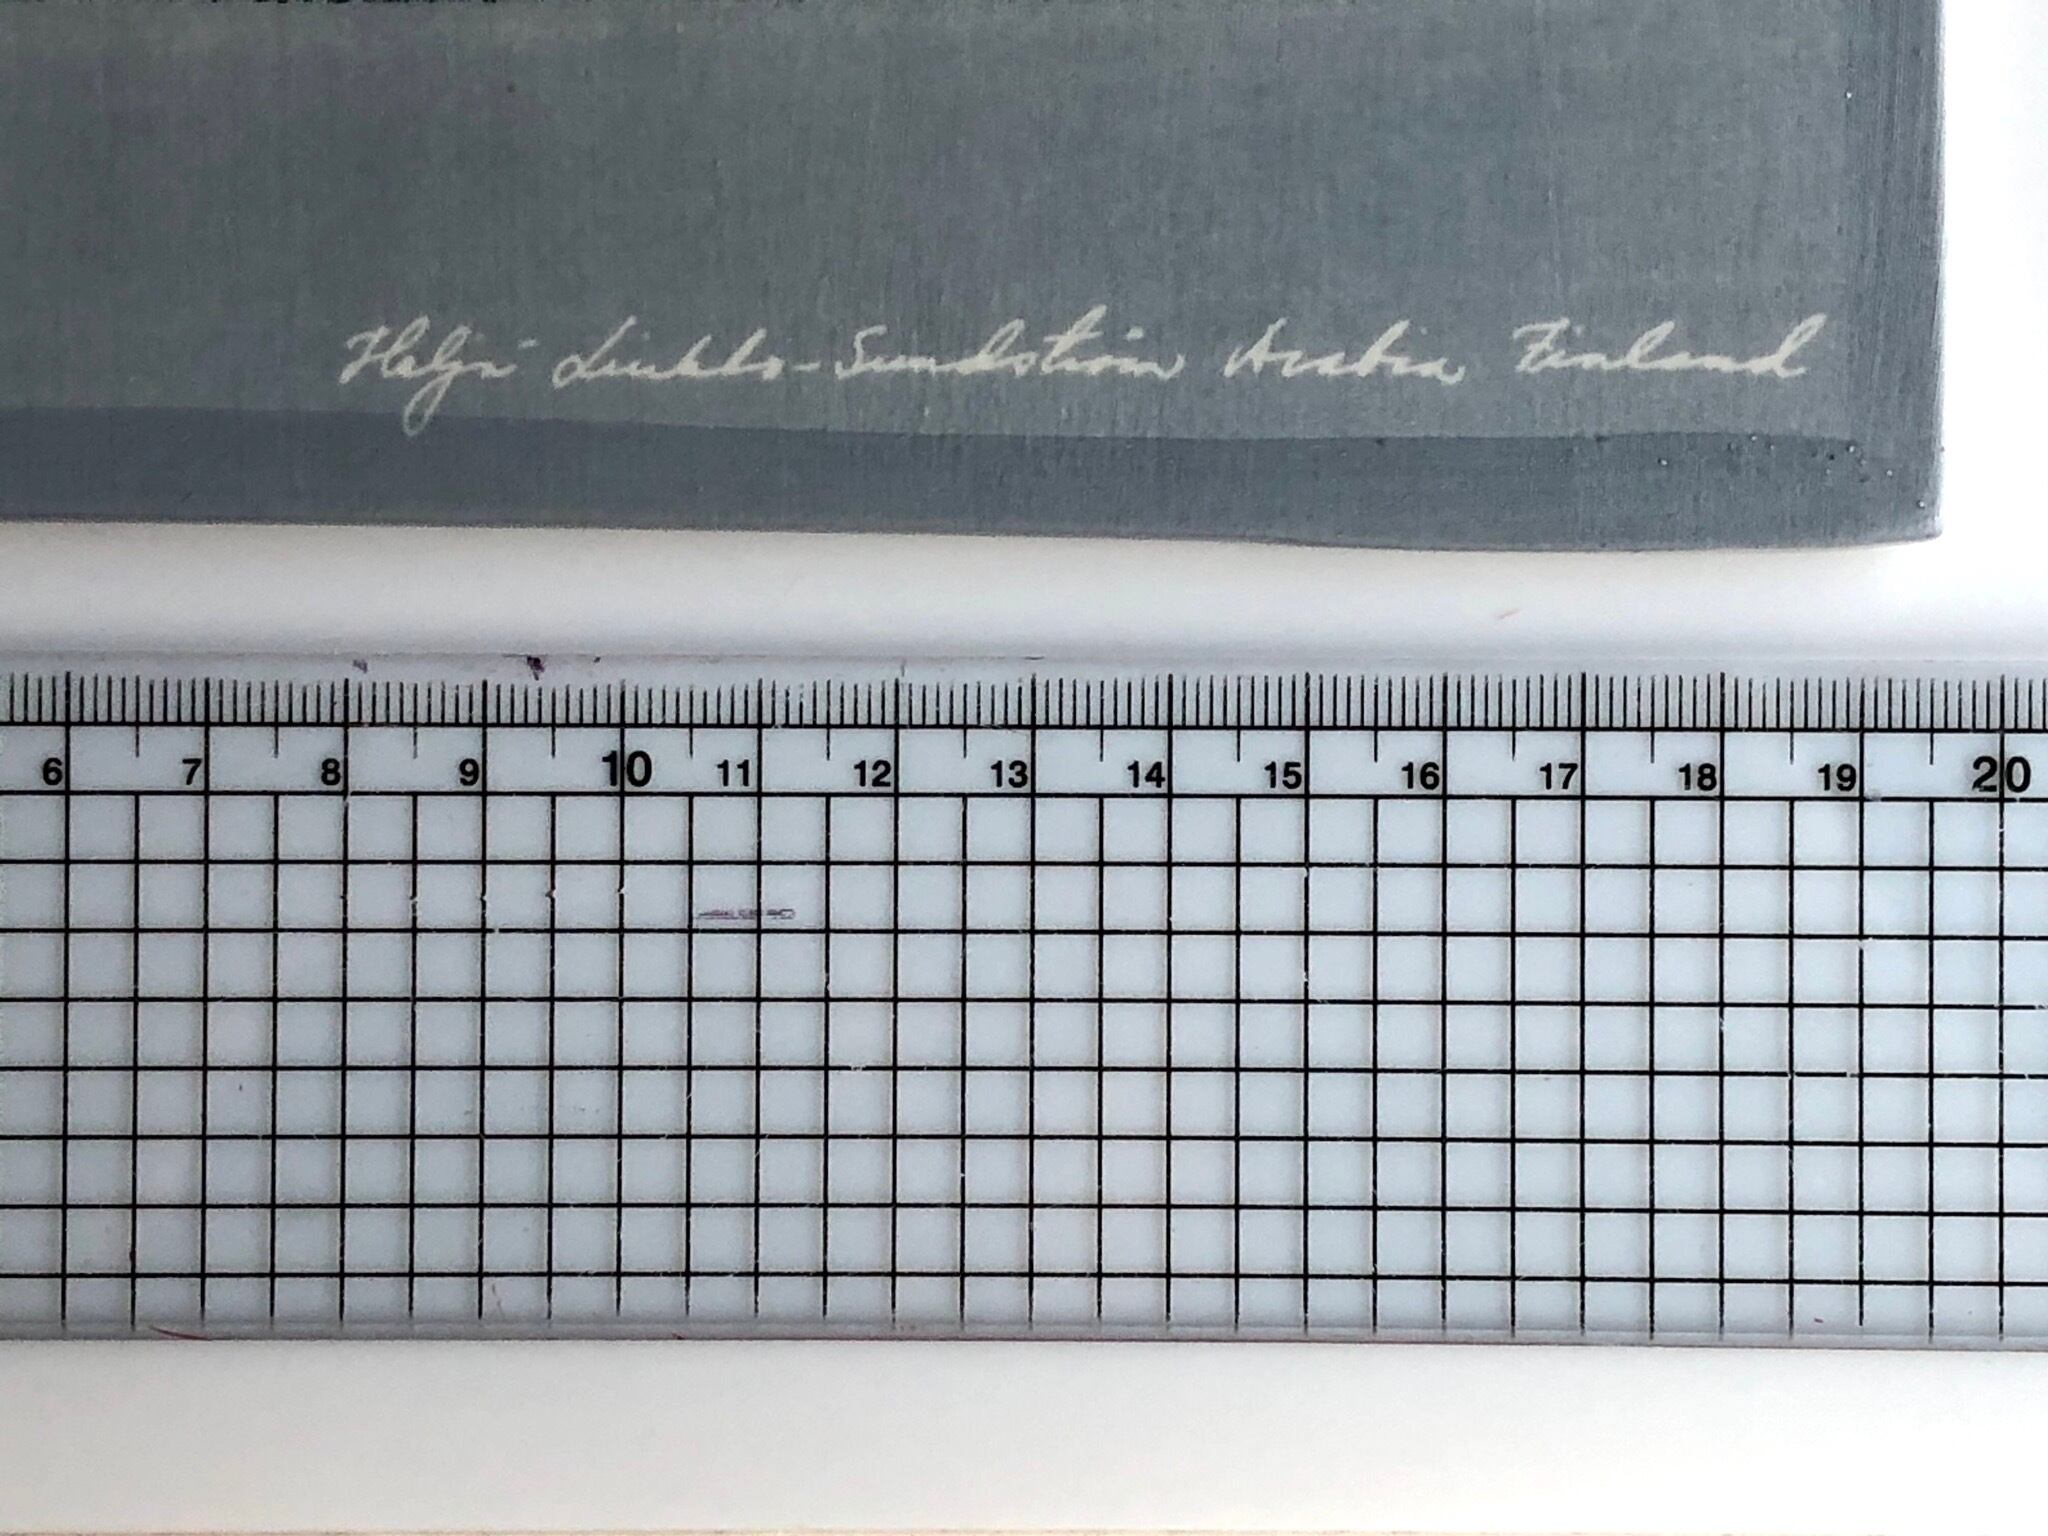 Heljä Liukko-Sundström Arabia Finland
6 7 8 9 10 11 12 13 14 15 16 17 18 19 20